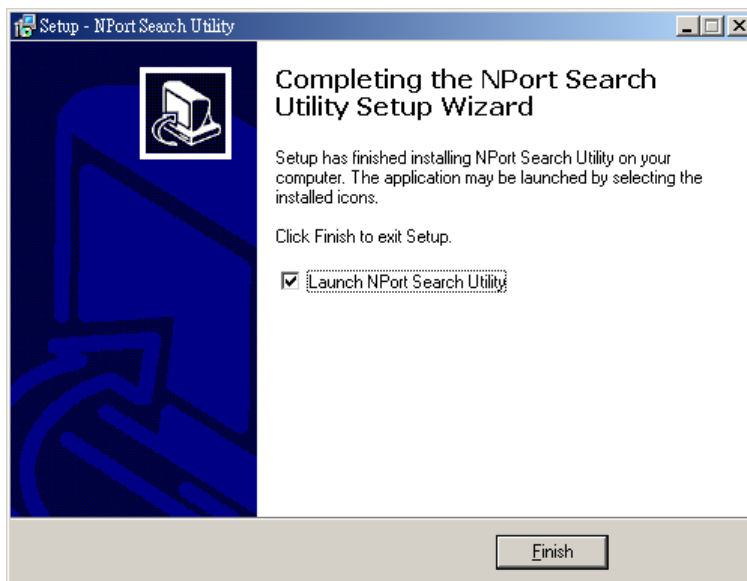 Setup - NPort Search Utility
Completing the NPort Search
Utility Setup Wizard
Setup has finished installing NPort Search Utility on your
computer. The application may be launched by selecting the
installed icons.
Click Finish to exit Setup.
Launch NPort Search Utility
Finish